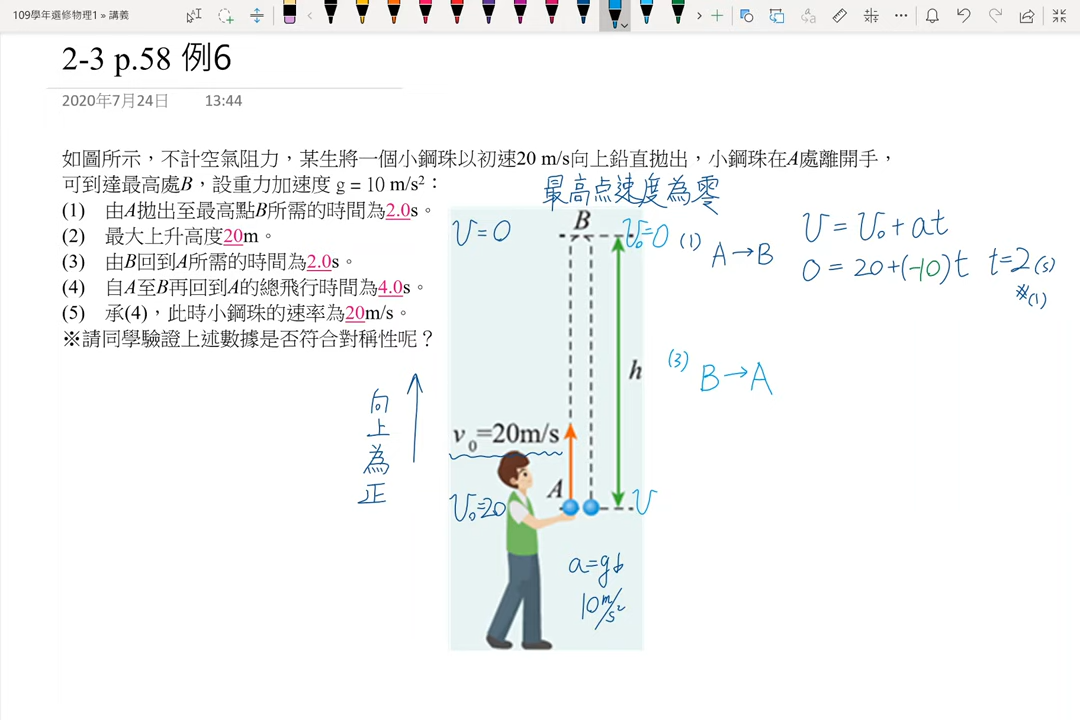 109學年選修物理1 » 講義
2-3 p.58 例6
2020年7月24日 13:44
如圖所示，不計空氣阻力，某生將一個小鋼珠以初速20 m/s向上鉛直拋出，小鋼珠在A處離開手，
可到達最高處B，設重力加速度 g = 10 m/s²：
(1) 由A拋出至最高點B所需的時間為2.0s。
(2) 最大上升高度20m。
(3) 由B回到A所需的時間為2.0s。
(4) 自A至B再回到A的總飛行時間為4.0s。
(5) 承(4)，此時小鋼珠的速率為20m/s。
※請同學驗證上述數據是否符合對稱性呢？
最高点速度為零
V=0
B
V₀=0
(1) A→B
V = V₀+at
0 = 20+(-10)t t=2(s)
※(1)
h
(3) B→A
向上為正
v₀=20m/s
A
V₀=20
V
a=g↓
10 m/s²